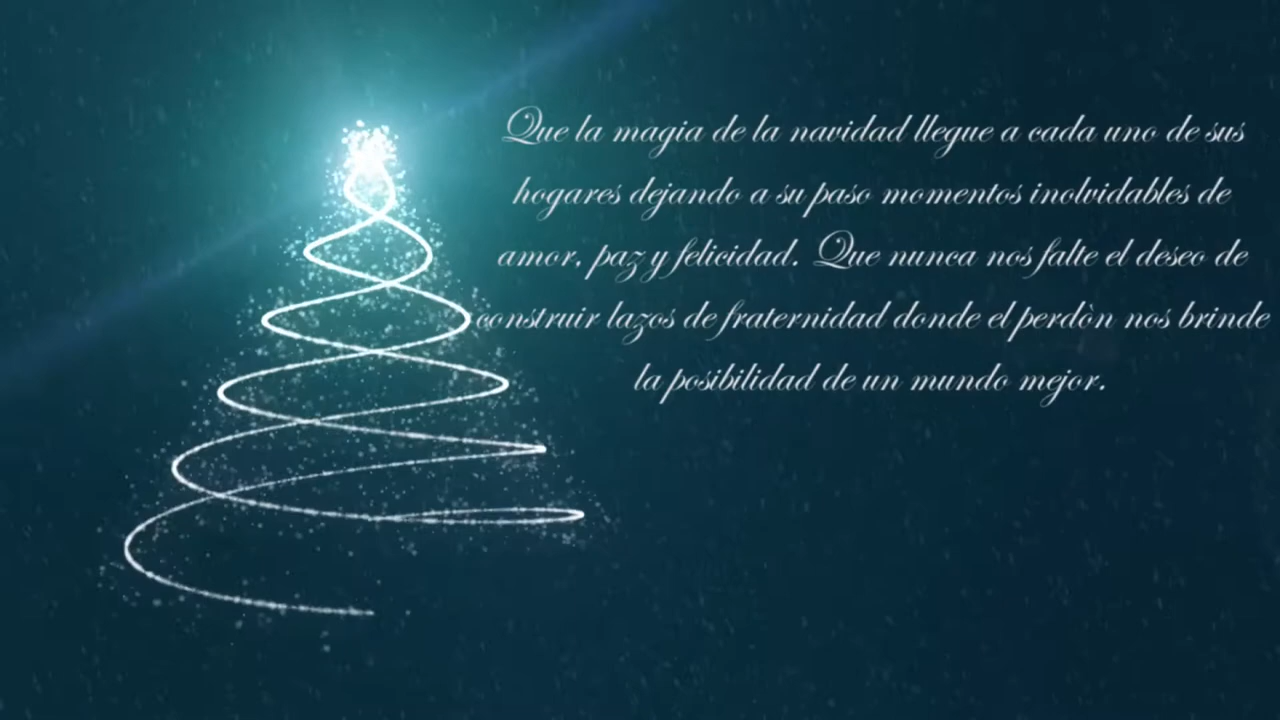 Que la magia de la navidad llegue a cada uno de sus
hogares dejando a su paso momentos inolvidables de
amor, paz y felicidad. Que nunca nos falte el deseo de
construir lazos de fraternidad donde el perdòn nos brinde
la posibilidad de un mundo mejor.